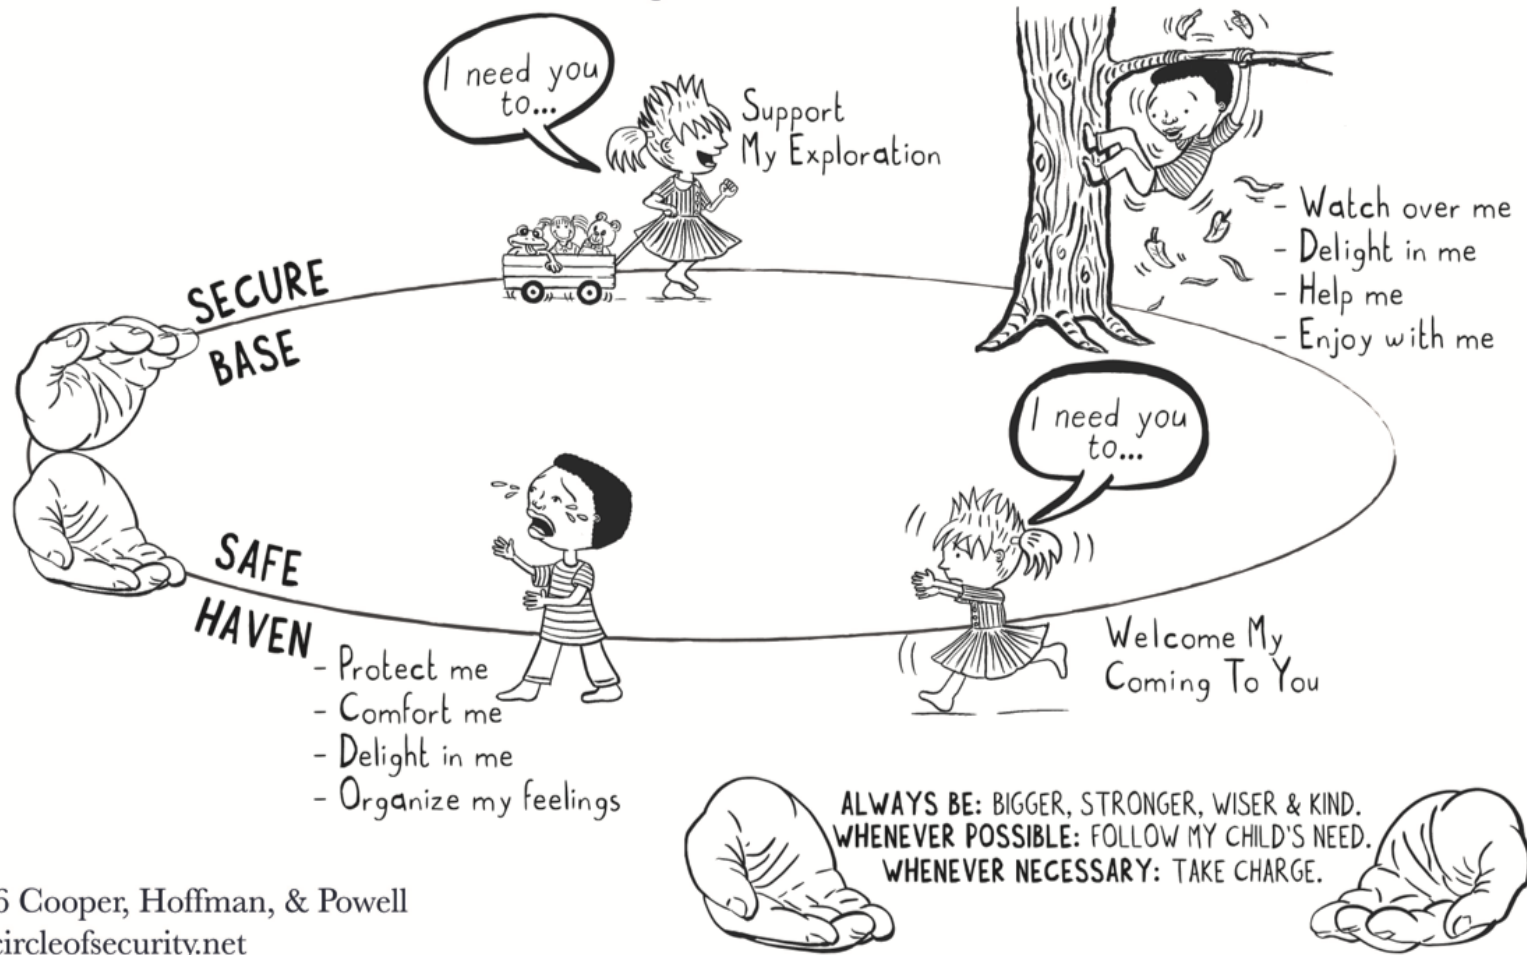 I need you
to...
Support
My Exploration
- Watch over me
- Delight in me
- Help me
- Enjoy with me
SECURE
BASE
I need you
to...
Welcome My
Coming To You
SAFE
HAVEN
- Protect me
- Comfort me
- Delight in me
- Organize my feelings
ALWAYS BE: BIGGER, STRONGER, WISER & KIND.
WHENEVER POSSIBLE: FOLLOW MY CHILD'S NEED.
WHENEVER NECESSARY: TAKE CHARGE.
Cooper, Hoffman, & Powell
circleofsecurity.net